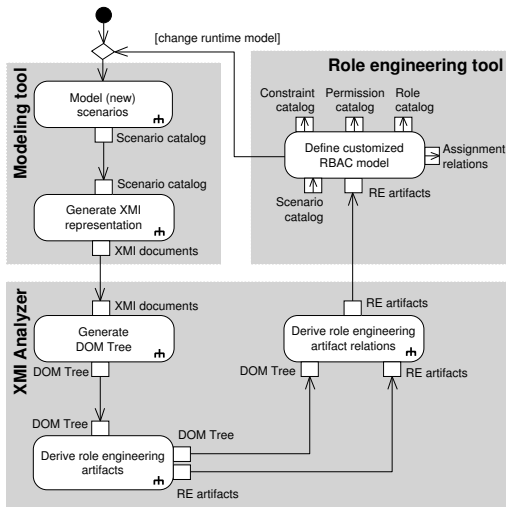 [change runtime model]
Modeling tool
Model (new)
scenarios
Scenario catalog
Scenario catalog
Generate XMI
representation
XMI documents
Role engineering tool
Constraint
catalog
Permission
catalog
Role
catalog
Define customized
RBAC model
Assignment
relations
Scenario
catalog
RE artifacts
XMI Analyzer
XMI documents
Generate
DOM Tree
DOM Tree
DOM Tree
Derive role engineering
artifacts
DOM Tree
RE artifacts
RE artifacts
Derive role engineering
artifact relations
DOM Tree
RE artifacts